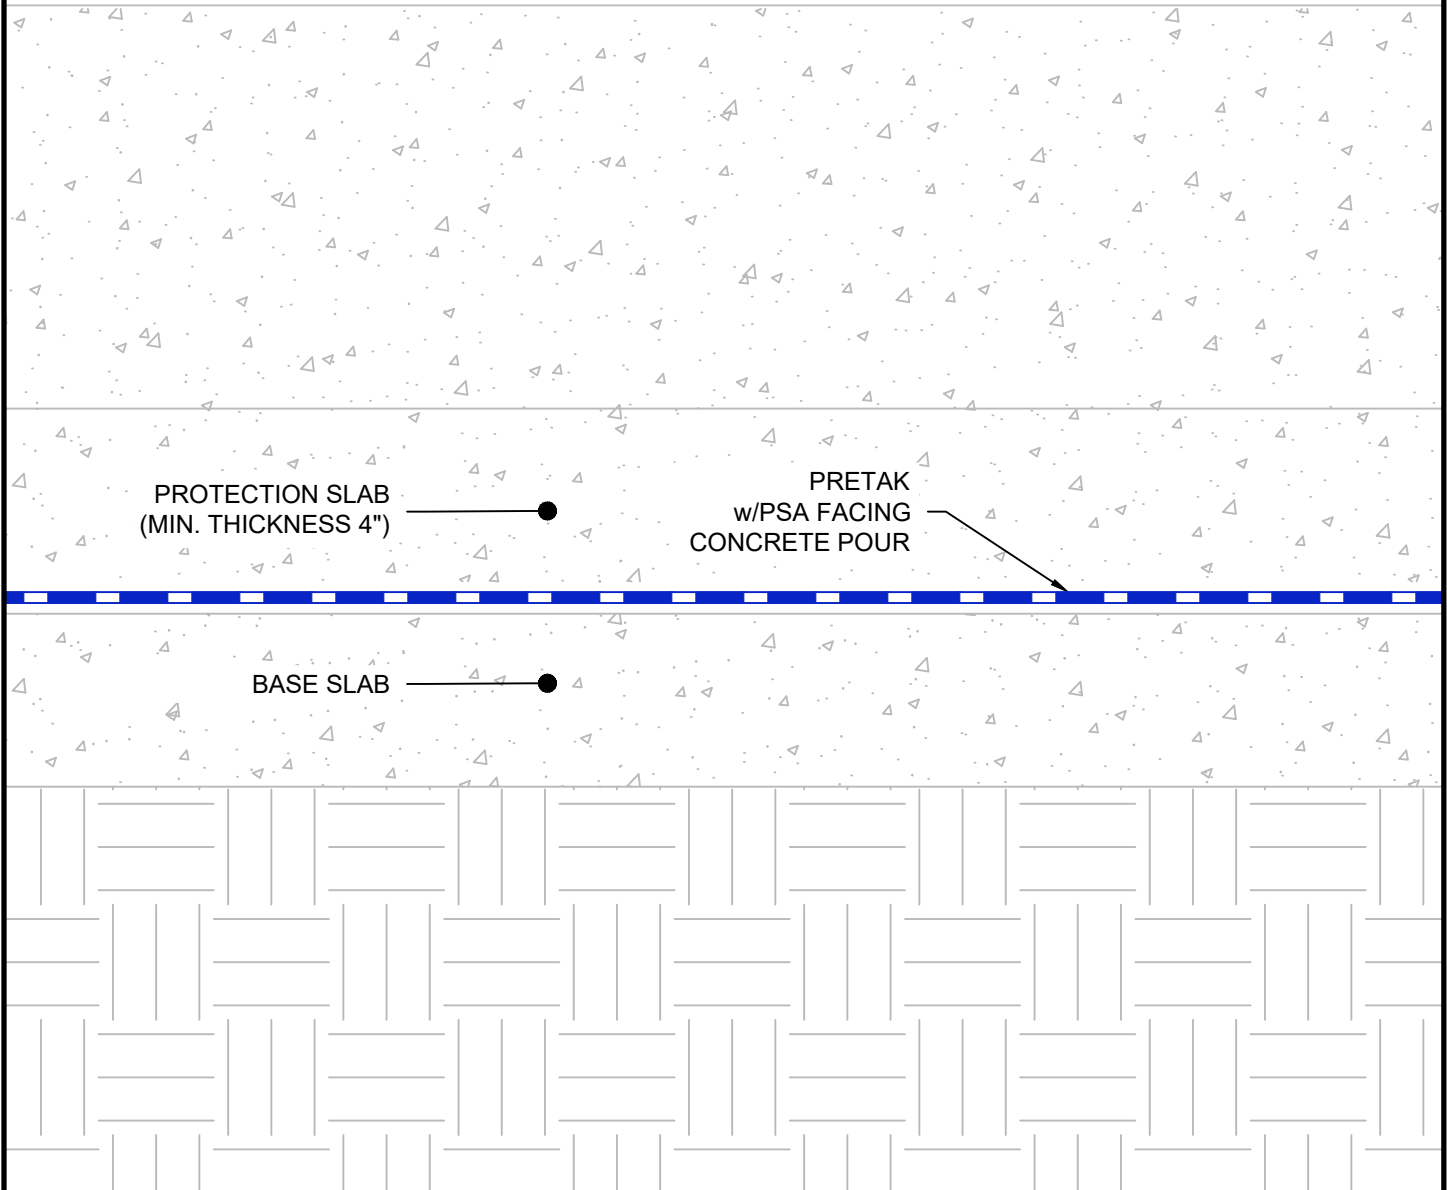 PROTECTION SLAB
(MIN. THICKNESS 4")
PRETAK
w/PSA FACING
CONCRETE POUR
BASE SLAB